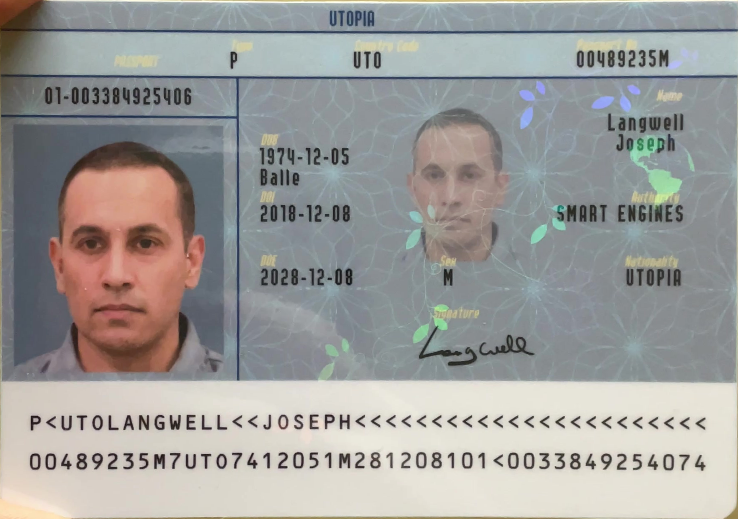 UTOPIA
PASSPORT
Type
P
Country Code
UTO
Passport No
00489235M
01-003384925406
Name
Langwell
Joseph
DOB
1974-12-05
Balle
DOI
2018-12-08
Authority
SMART ENGINES
DOE
2028-12-08
Sex
M
Nationality
UTOPIA
Signature
Langwell
P<UTOLANGWELL<<JOSEPH<<<<<<<<<<<<<<<<<<<<<<<
00489235M7UTO7412051M281208101<0033849254074